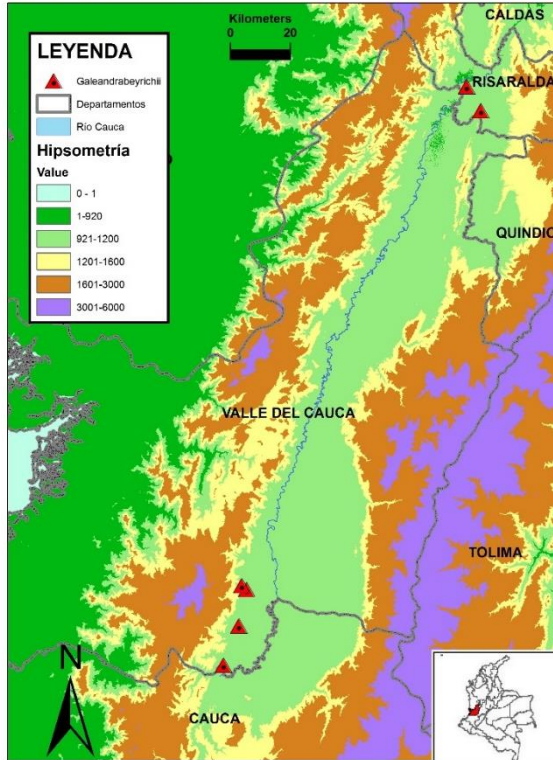 Kilometers
0 20
CALDAS
LEYENDA
Galeandrabeyrichii
Departamentos
Río Cauca
Hipsometría
Value
0 - 1
1-920
921-1200
1201-1600
1601-3000
3001-6000
RISARALDA
QUINDIO
VALLE DEL CAUCA
TOLIMA
N
CAUCA